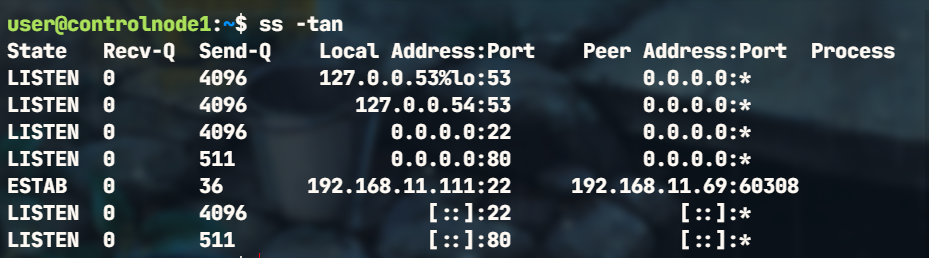 user@controlnode1:~$ ss -tan
State   Recv-Q  Send-Q    Local Address:Port    Peer Address:Port  Process
LISTEN  0       4096    127.0.0.53%lo:53             0.0.0.0:*
LISTEN  0       4096       127.0.0.54:53             0.0.0.0:*
LISTEN  0       4096          0.0.0.0:22             0.0.0.0:*
LISTEN  0       511           0.0.0.0:80             0.0.0.0:*
ESTAB   0       36     192.168.11.111:22       192.168.11.69:60308
LISTEN  0       4096             [::]:22                [::]:*
LISTEN  0       511              [::]:80                [::]:*